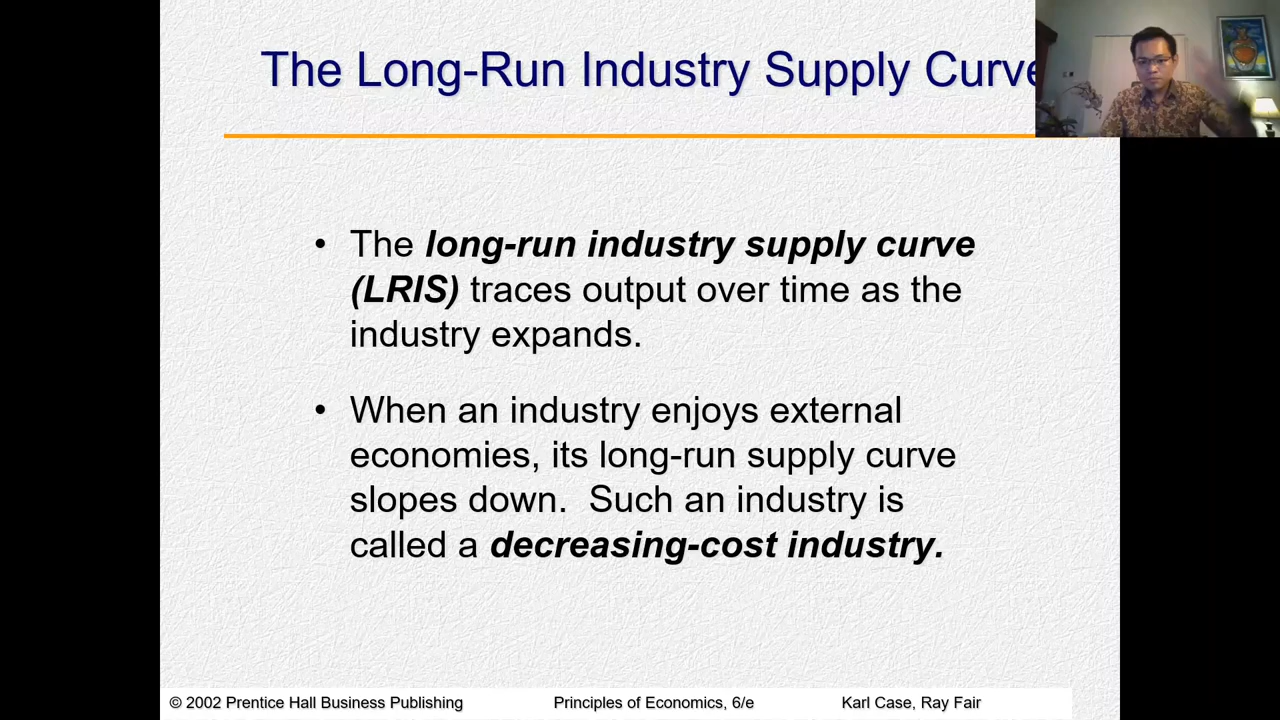 The Long-Run Industry Supply Curve
• The long-run industry supply curve
(LRIS) traces output over time as the
industry expands.
• When an industry enjoys external
economies, its long-run supply curve
slopes down.  Such an industry is
called a decreasing-cost industry.
© 2002 Prentice Hall Business Publishing Principles of Economics, 6/e Karl Case, Ray Fair